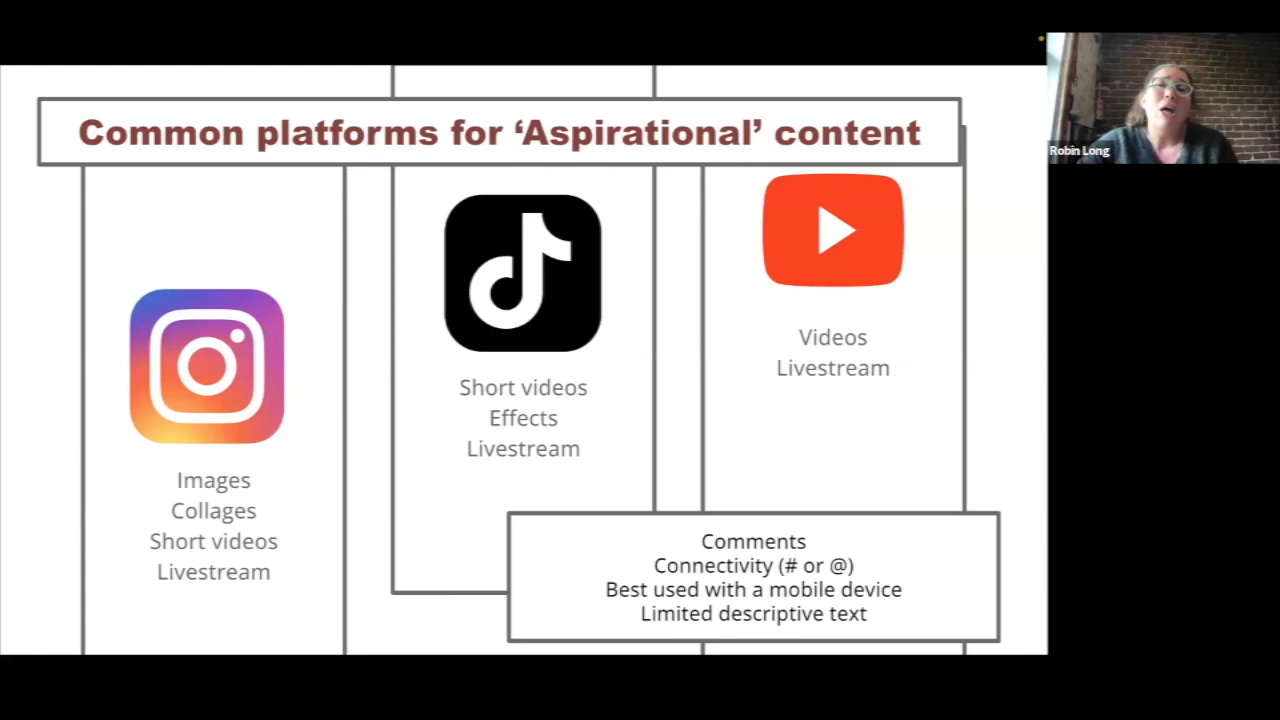 Common platforms for ‘Aspirational’ content
Robin Long
Images
Collages
Short videos
Livestream
Short videos
Effects
Livestream
Videos
Livestream
Comments
Connectivity (# or @)
Best used with a mobile device
Limited descriptive text